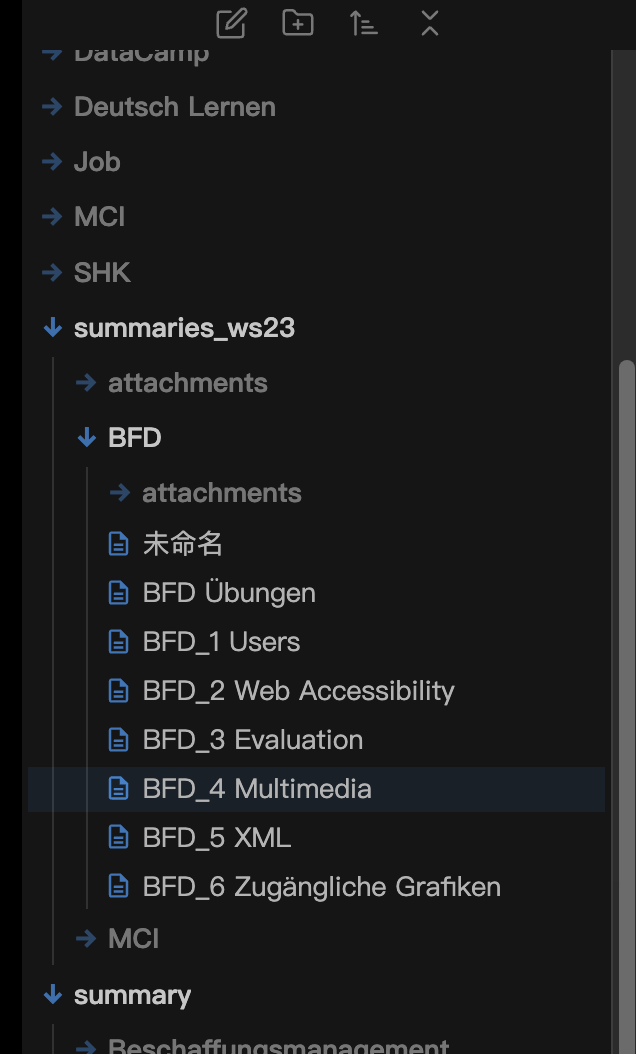 DataCamp
Deutsch Lernen
Job
MCI
SHK
summaries_ws23
attachments
BFD
attachments
未命名
BFD Übungen
BFD_1 Users
BFD_2 Web Accessibility
BFD_3 Evaluation
BFD_4 Multimedia
BFD_5 XML
BFD_6 Zugängliche Grafiken
MCI
summary
Beschaffungsmanagement